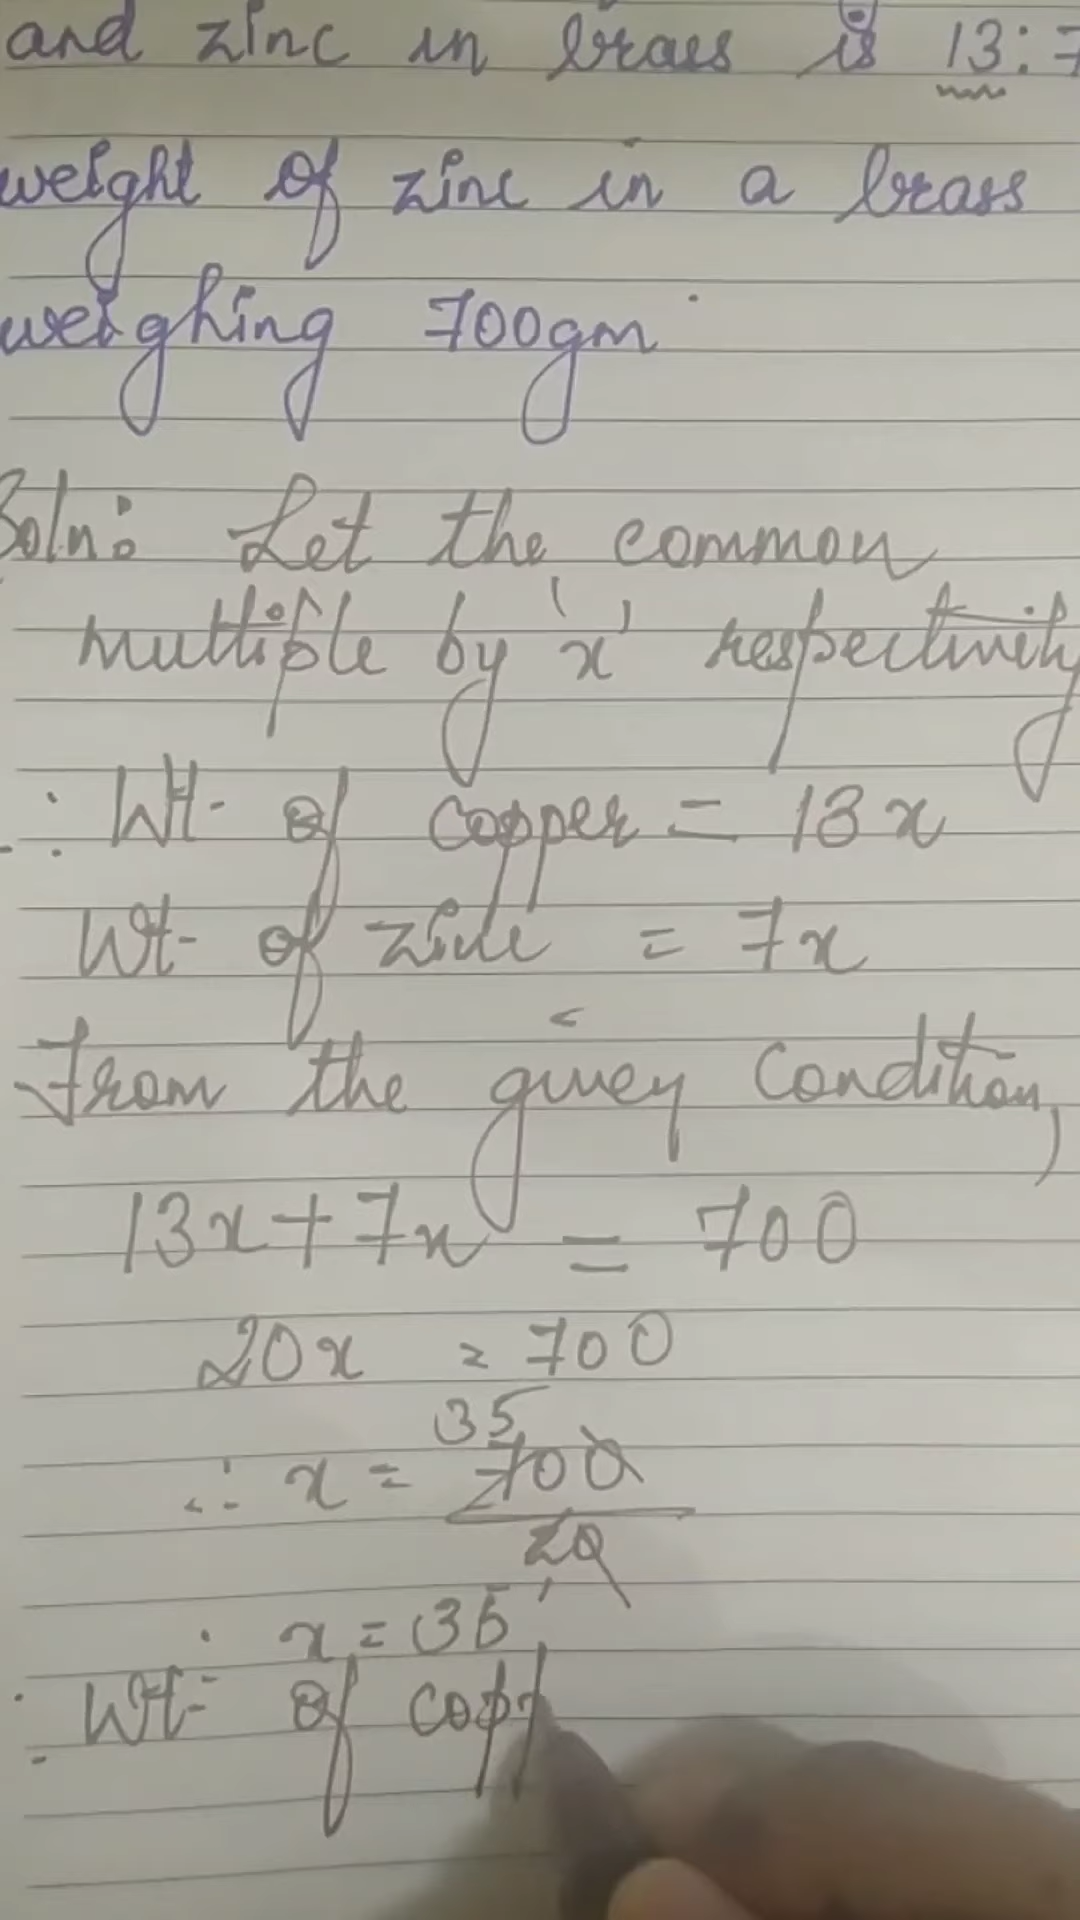 and zinc in brass is 13:7
weight of zinc in a brass
weighing 700gm
Soln: Let the common
multiple by 'x' respectively
∴ Wt. of copper = 13x
Wt- of zinc = 7x
From the given condition,
13x+7x = 700
20x = 700
35
∴ x = 700
20
∴ x = 35
∴ Wt- of copp